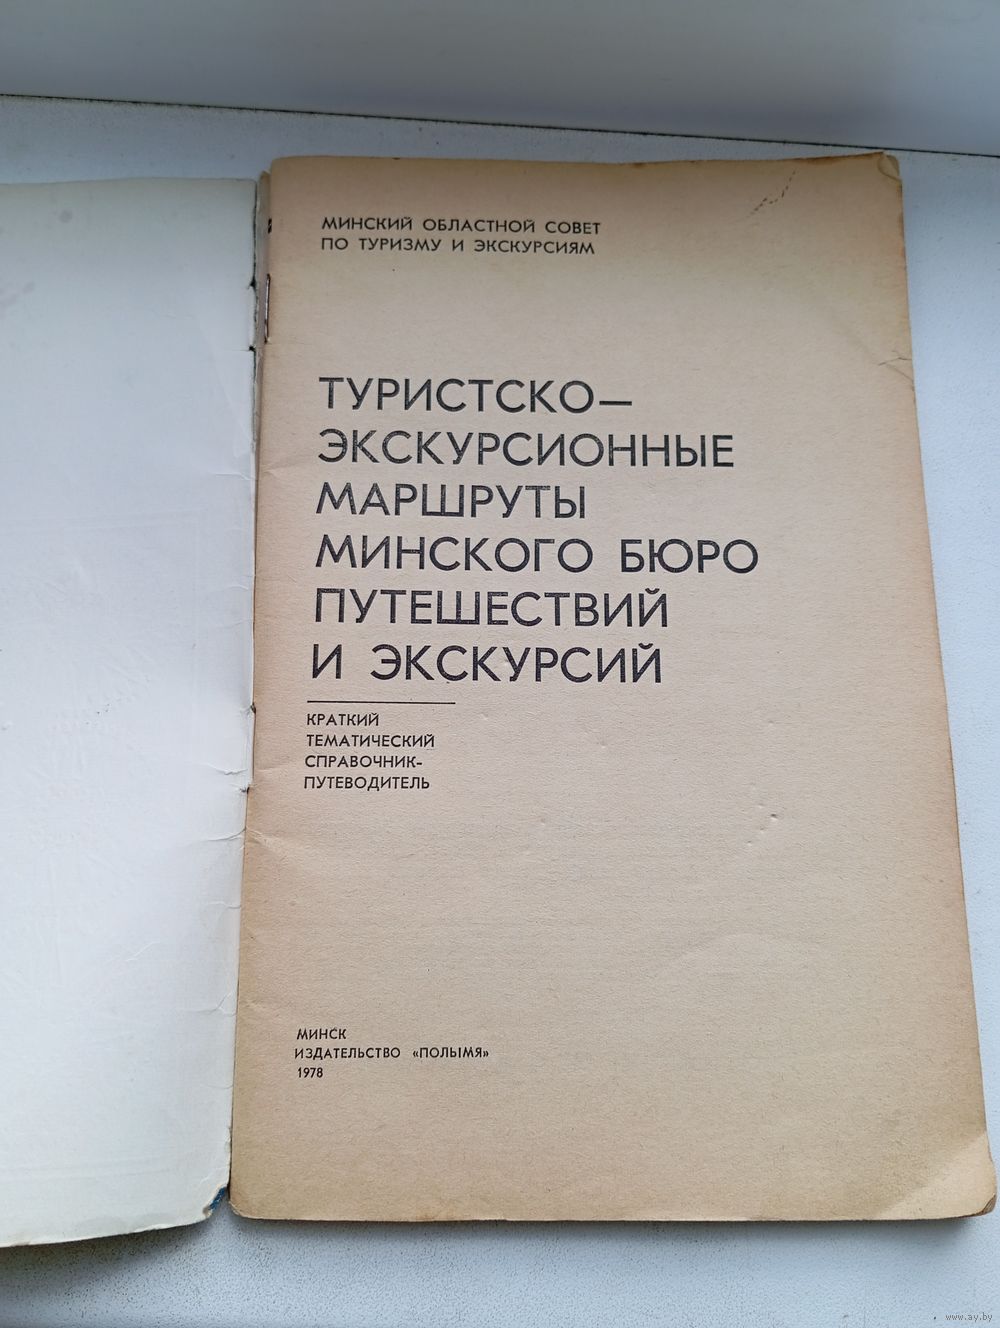 МИНСКИЙ ОБЛАСТНОЙ СОВЕТ
ПО ТУРИЗМУ И ЭКСКУРСИЯМ
ТУРИСТСКО—
ЭКСКУРСИОННЫЕ
МАРШРУТЫ
МИНСКОГО БЮРО
ПУТЕШЕСТВИЙ
И ЭКСКУРСИЙ
КРАТКИЙ
ТЕМАТИЧЕСКИЙ
СПРАВОЧНИК-
ПУТЕВОДИТЕЛЬ
МИНСК
ИЗДАТЕЛЬСТВО «ПОЛЫМЯ»
1978
www.ay.by